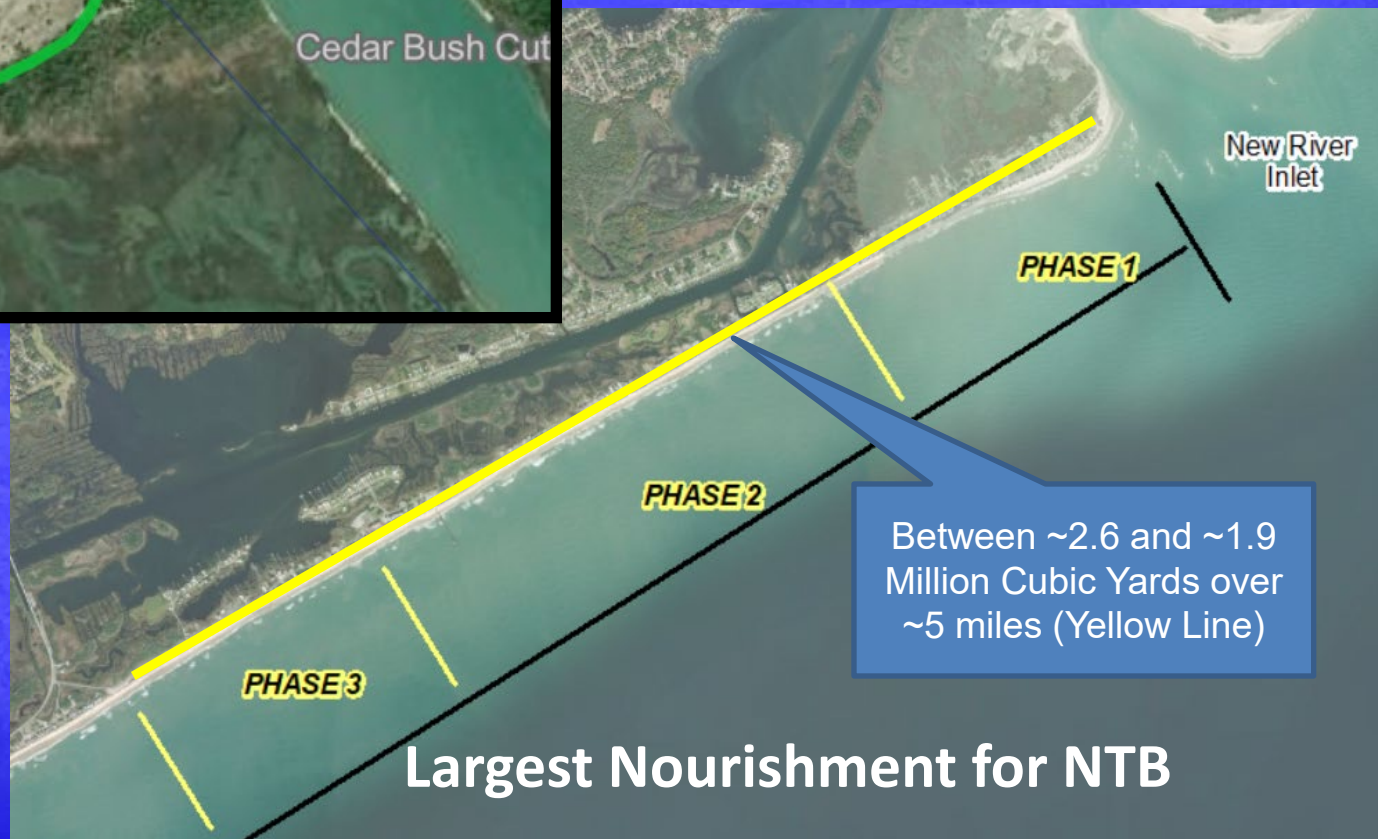 Cedar Bush Cut
New River
Inlet
PHASE 1
PHASE 2
Between ~2.6 and ~1.9
Million Cubic Yards over
~5 miles (Yellow Line)
PHASE 3
Largest Nourishment for NTB